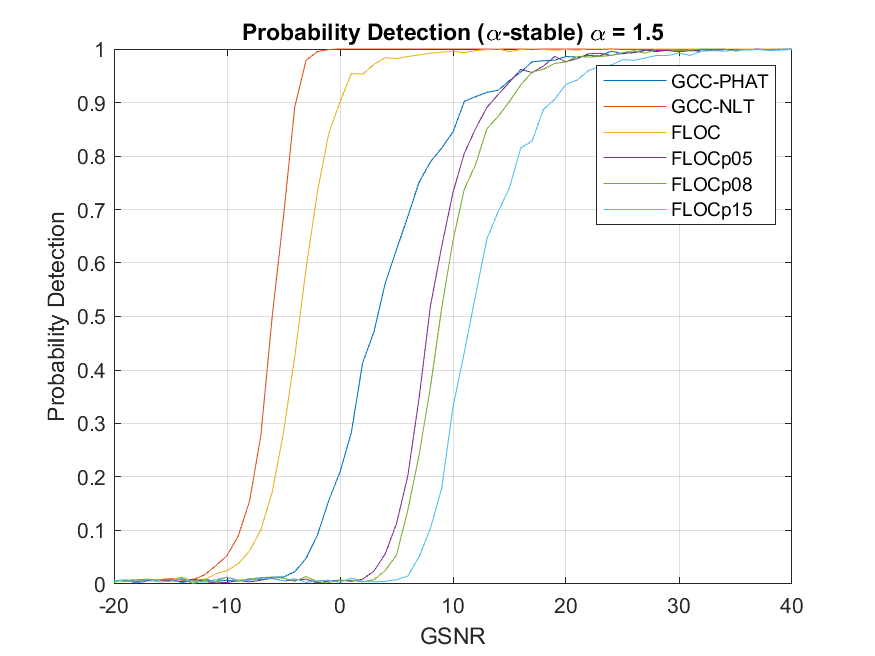 Probability Detection (α-stable) α = 1.5
1
0.9
0.8
0.7
0.6
0.5
0.4
0.3
0.2
0.1
0
Probability Detection
GCC-PHAT
GCC-NLT
FLOC
FLOCp05
FLOCp08
FLOCp15
-20 -10 0 10 20 30 40
GSNR